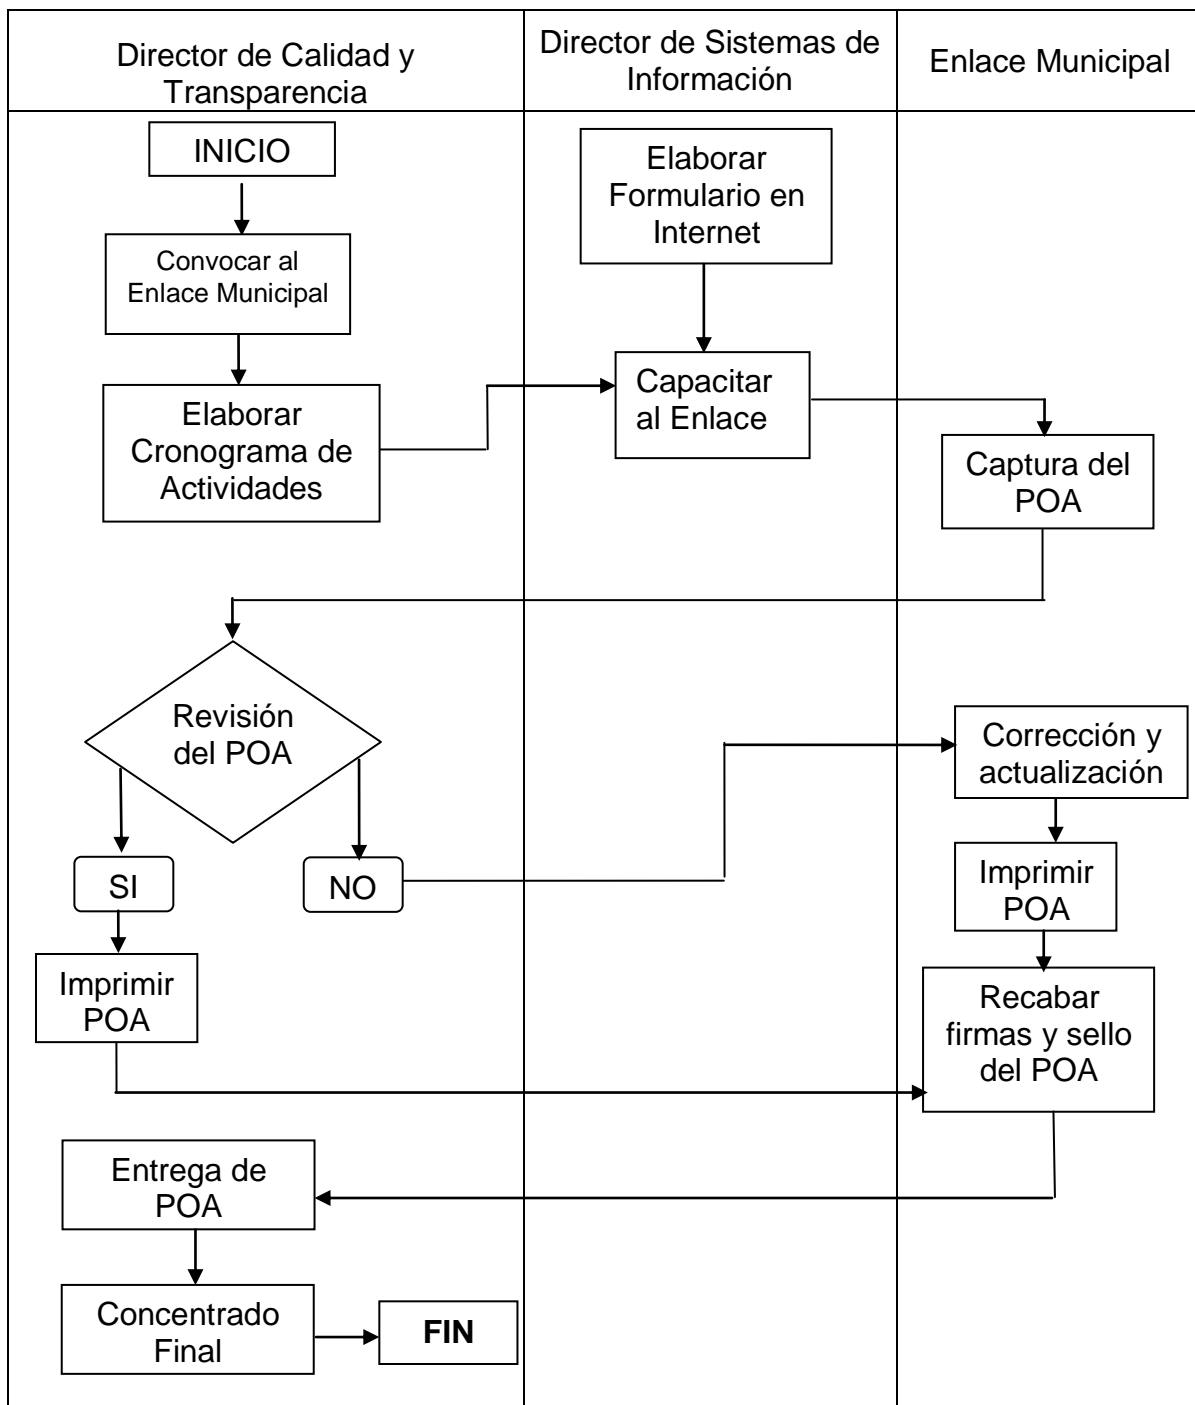 Director de Calidad y
Transparencia
Director de Sistemas de
Información
Enlace Municipal
INICIO
Elaborar
Formulario en
Internet
Convocar al
Enlace Municipal
Capacitar
al Enlace
Elaborar
Cronograma de
Actividades
Captura del
POA
Revisión
del POA
Corrección y
actualización
SI
NO
Imprimir
POA
Imprimir
POA
Recabar
firmas y sello
del POA
Entrega de
POA
Concentrado
Final
FIN